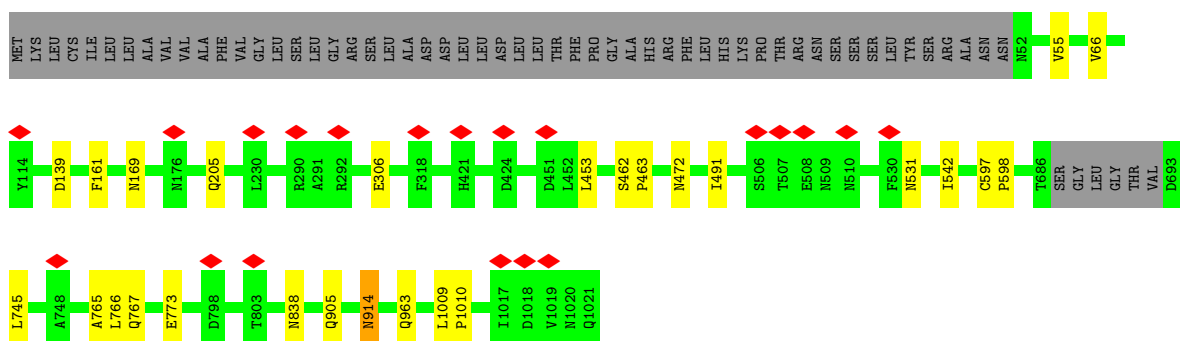 MET LYS LEU CYS ILE LEU LEU ALA VAL VAL ALA PHE VAL GLY LEU SER LEU GLY ARG SER LEU ALA ASP ASP LEU LEU ASP LEU LEU THR PHE PRO GLY ALA HIS ARG PHE LEU HIS LYS PRO THR ARG ASN SER SER SER LEU TYR SER ARG ALA ASN ASN N52 V55 V66
Y114 D139 F161 N169 N176 Q205 L230 R290 A291 R292 E306 F318 H421 D424 D451 L452 L453 S462 P463 N472 I491 S506 T507 E508 N509 N510 F530 N531 I542 C597 P598 T686 SER GLY LEU GLY THR VAL D693
L745 A748 A765 L766 Q767 E773 D798 T803 N838 Q905 N914 Q963 L1009 P1010 I1017 D1018 V1019 N1020 Q1021